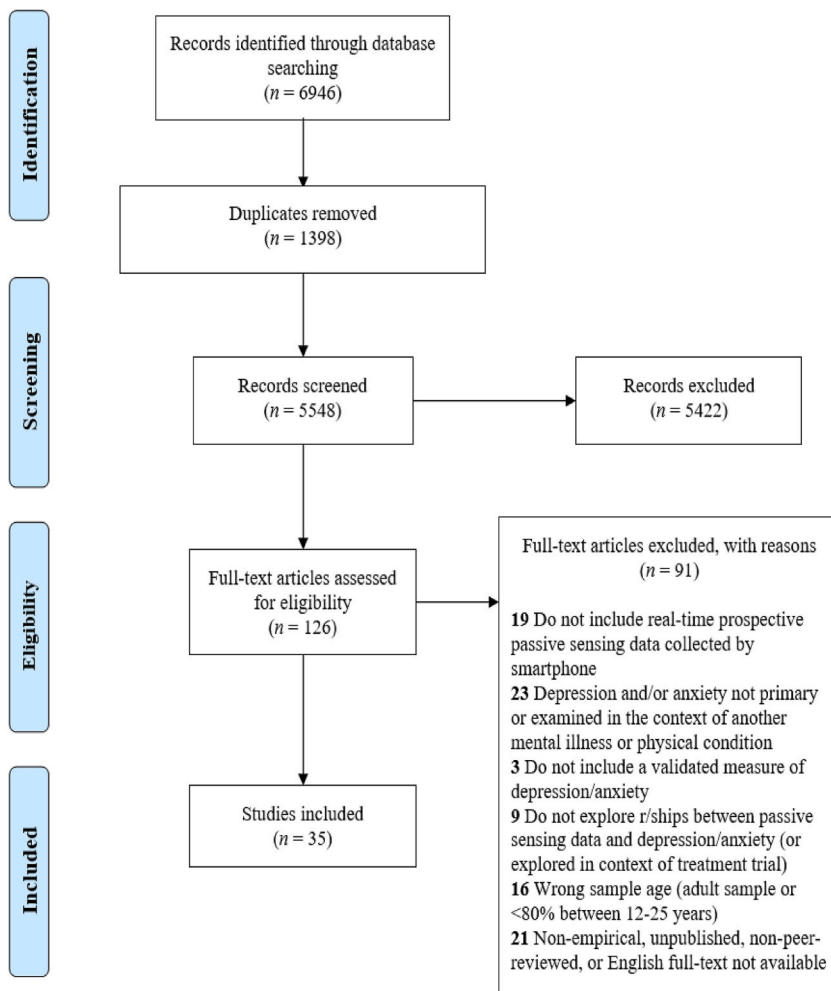 Identification
Records identified through database
searching
(n = 6946)
Duplicates removed
(n = 1398)
Screening
Records screened
(n = 5548)
Records excluded
(n = 5422)
Eligibility
Full-text articles assessed
for eligibility
(n = 126)
Full-text articles excluded, with reasons
(n = 91)
19 Do not include real-time prospective
passive sensing data collected by
smartphone
23 Depression and/or anxiety not primary
or examined in the context of another
mental illness or physical condition
3 Do not include a validated measure of
depression/anxiety
9 Do not explore r/ships between passive
sensing data and depression/anxiety (or
explored in context of treatment trial)
16 Wrong sample age (adult sample or
<80% between 12-25 years)
21 Non-empirical, unpublished, non-peer-
reviewed, or English full-text not available
Included
Studies included
(n = 35)